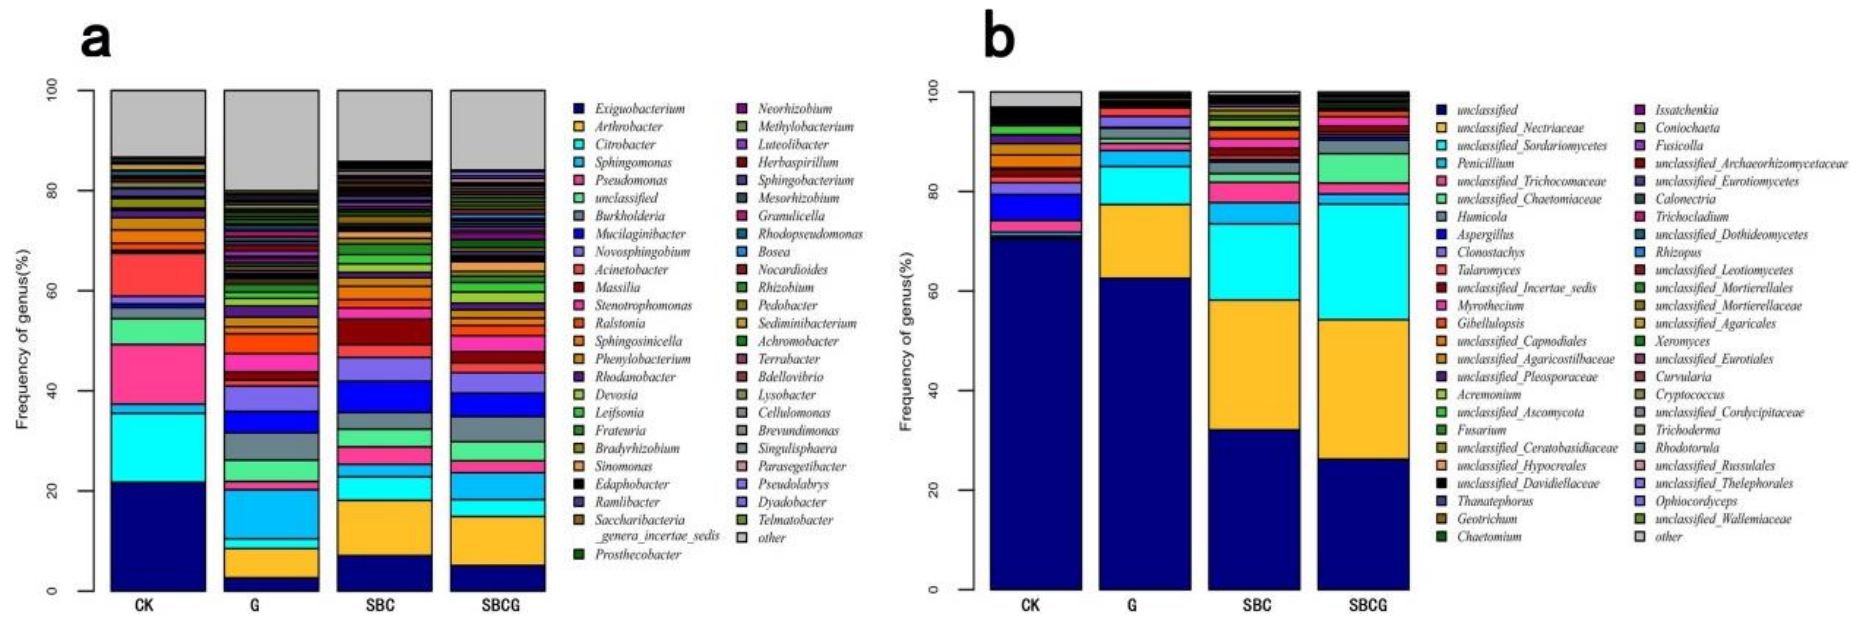 a
Frequency of genus(%)
100
80
60
40
20
0
CK G SBC SBCG
Exiguobacterium
Arthrobacter
Citrobacter
Sphingomonas
Pseudomonas
unclassified
Burkholderia
Mucilaginibacter
Novosphingobium
Acinetobacter
Massilia
Stenotrophomonas
Ralstonia
Sphingosinicella
Phenylobacterium
Rhodanobacter
Devosia
Leifsonia
Frateuria
Bradyrhizobium
Sinomonas
Edaphobacter
Ramlibacter
Saccharibacteria
_genera_incertae_sedis
Prosthecobacter
Neorhizobium
Methylobacterium
Luteolibacter
Herbaspirillum
Sphingobacterium
Mesorhizobium
Granulicella
Rhodopseudomonas
Bosea
Nocardioides
Rhizobium
Pedobacter
Sediminibacterium
Achromobacter
Terrabacter
Bdellovibrio
Lysobacter
Cellulomonas
Brevundimonas
Singulisphaera
Parasegetibacter
Pseudolabrys
Dyadobacter
Telmatobacter
other
b
Frequency of genus(%)
100
80
60
40
20
0
CK G SBC SBCG
unclassified
unclassified_Nectriaceae
unclassified_Sordariomycetes
Penicillium
unclassified_Trichocomaceae
unclassified_Chaetomiaceae
Humicola
Aspergillus
Clonostachys
Talaromyces
unclassified_Incertae_sedis
Myrothecium
Gibellulopsis
unclassified_Capnodiales
unclassified_Agaricostilbaceae
unclassified_Pleosporaceae
Acremonium
unclassified_Ascomycota
Fusarium
unclassified_Ceratobasidiaceae
unclassified_Hypocreales
unclassified_Davidiellaceae
Thanatephorus
Geotrichum
Chaetomium
Issatchenkia
Coniochaeta
Fusicolla
unclassified_Archaeorhizomycetaceae
unclassified_Eurotiomycetes
Calonectria
Trichocladium
unclassified_Dothideomycetes
Rhizopus
unclassified_Leotiomycetes
unclassified_Mortierellales
unclassified_Mortierellaceae
unclassified_Agaricales
Xeromyces
unclassified_Eurotiales
Curvularia
Cryptococcus
unclassified_Cordycipitaceae
Trichoderma
Rhodotorula
unclassified_Russulales
unclassified_Thelephorales
Ophiocordyceps
unclassified_Wallemiaceae
other